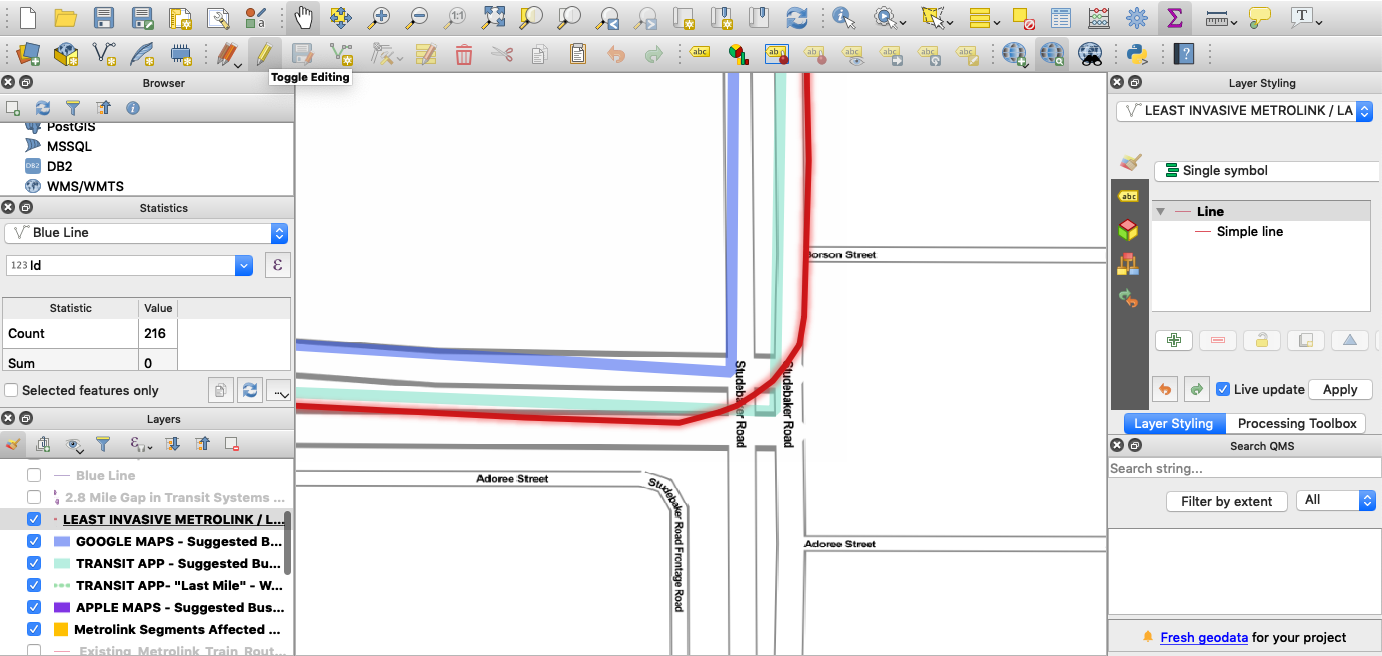 Toggle Editing
Browser
PostGIS
MSSQL
DB2
DB2
WMS/WMTS
Statistics
Blue Line
123 Id
ε
Statistic Value
Count 216
Sum 0
Selected features only
Layers
Blue Line
2.8 Mile Gap in Transit Systems ...
LEAST INVASIVE METROLINK / L...
GOOGLE MAPS - Suggested B...
TRANSIT APP - Suggested Bu...
TRANSIT APP- "Last Mile" - W...
APPLE MAPS - Suggested Bus...
Metrolink Segments Affected ...
Existing Metrolink Train Rout...
Borson Street
Studebaker Road
Studebaker Road
Adoree Street
Studebaker Road Frontage Road
Adoree Street
Layer Styling
LEAST INVASIVE METROLINK / LA
Single symbol
abc
Line
Simple line
Live update
Apply
Layer Styling
Processing Toolbox
Search QMS
Search string...
Filter by extent
All
Fresh geodata for your project